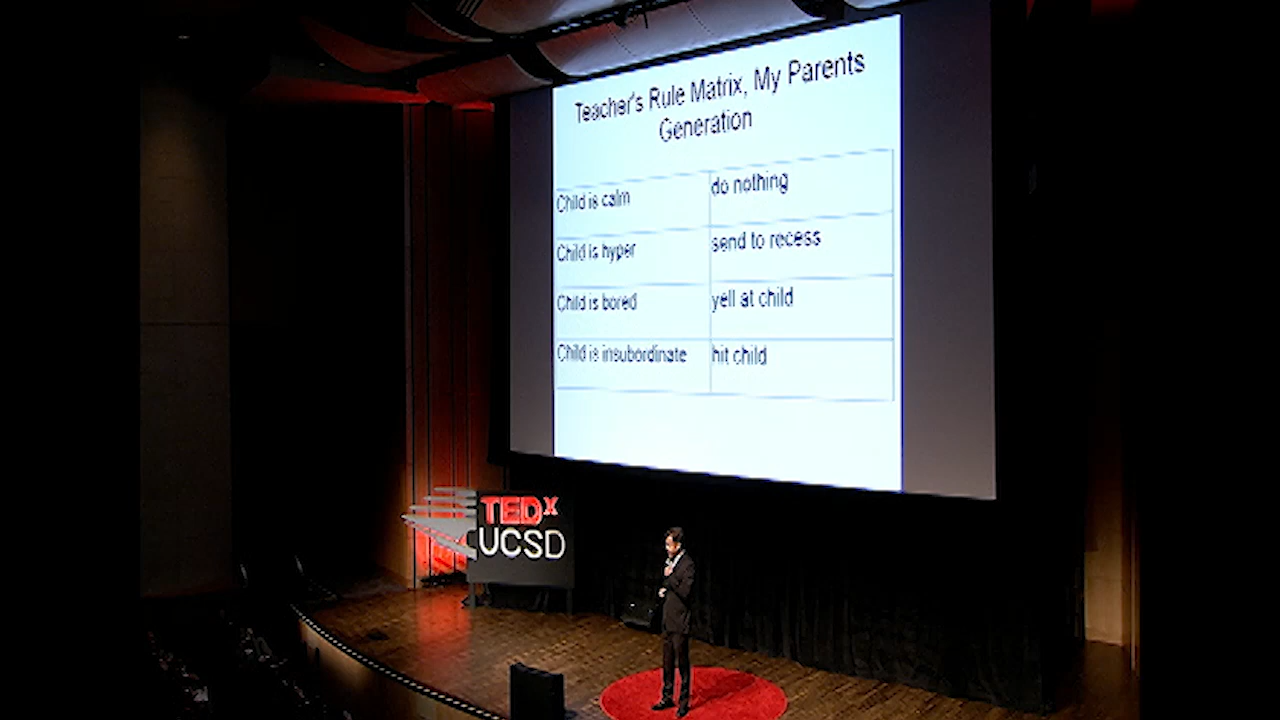 Teacher's Rule Matrix, My Parents
Generation
Child is calm do nothing
Child is hyper send to recess
Child is bored yell at child
Child is insubordinate hit child
TEDx
UCSD